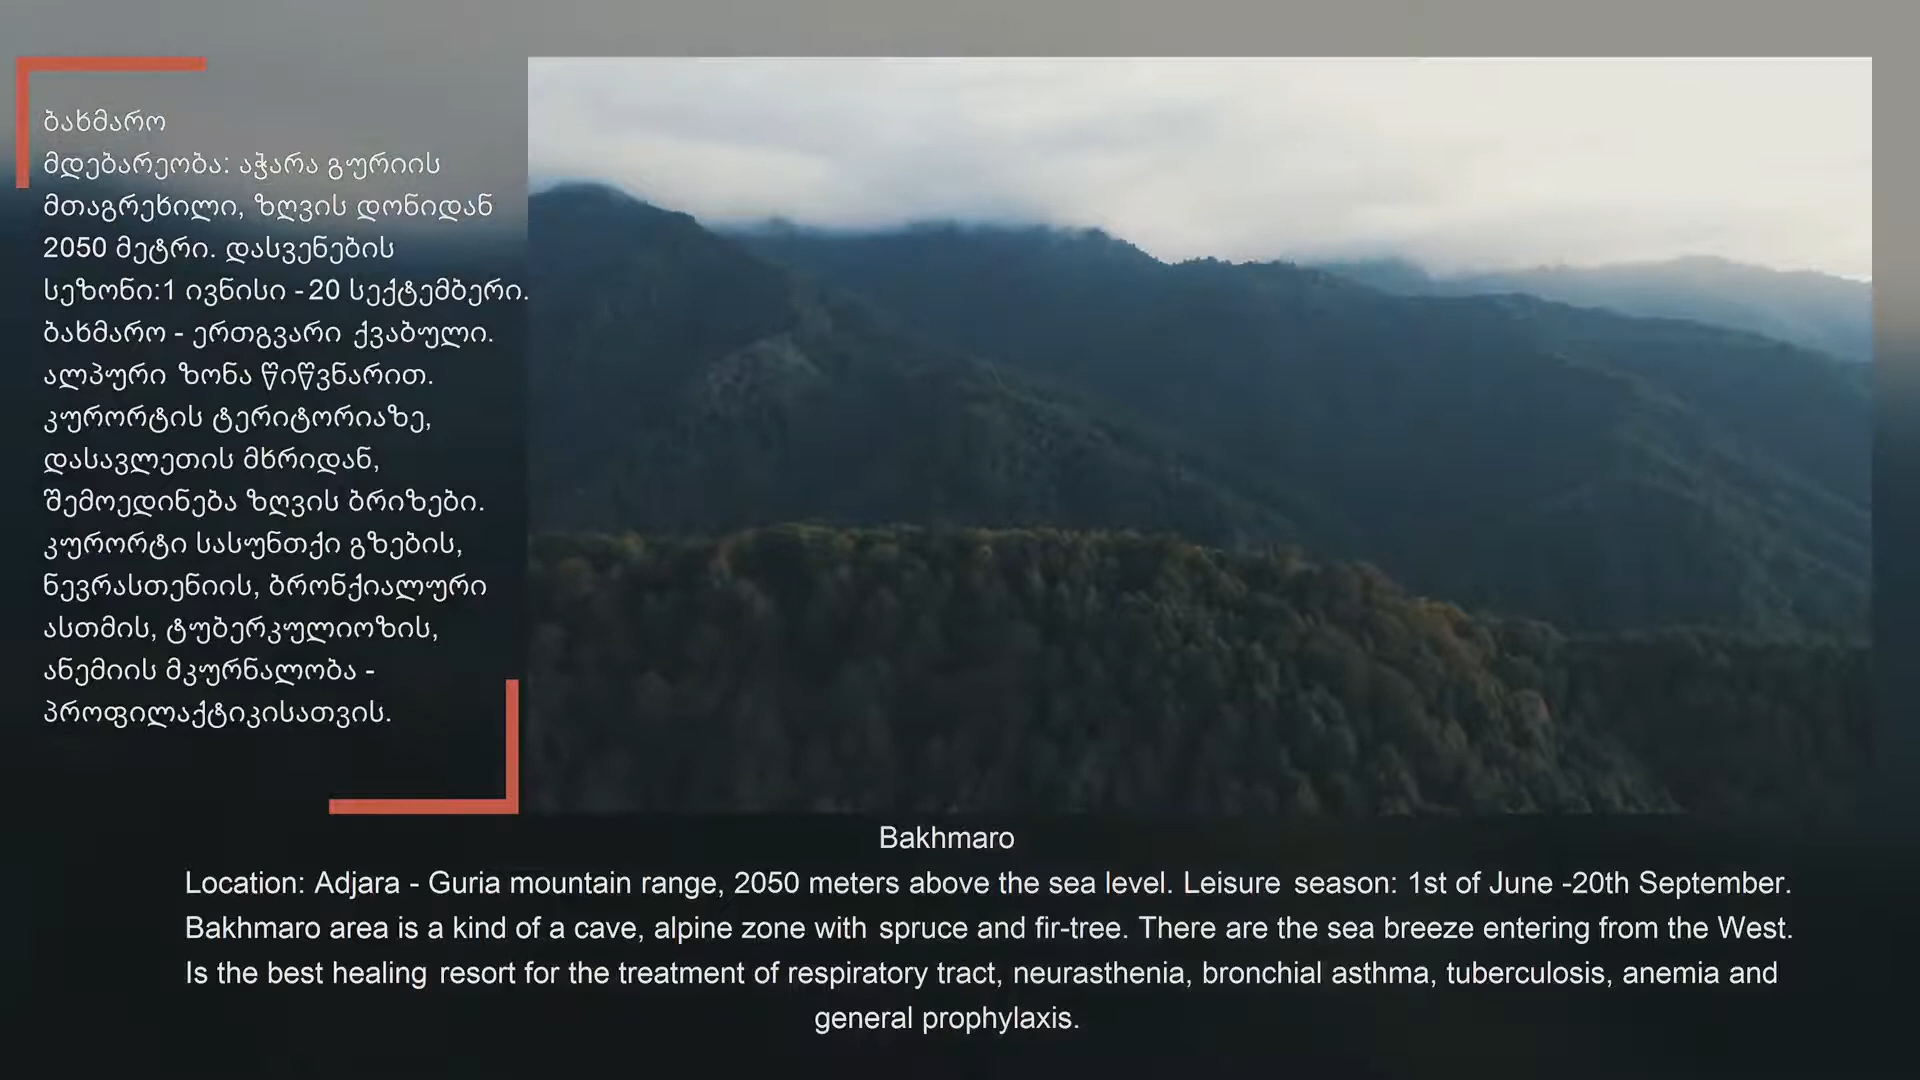 ბახმარო
მდებარეობა: აჭარა გურიის
მთაგრეხილი, ზღვის დონიდან
2050 მეტრი. დასვენების
სეზონი:1 ივნისი -20 სექტემბერი.
ბახმარო - ერთგვარი ქვაბული.
ალპური ზონა წიწვნარით.
კურორტის ტერიტორიაზე,
დასავლეთის მხრიდან,
შემოედინება ზღვის ბრიზები.
კურორტი სასუნთქი გზების,
ნევრასთენიის, ბრონქიალური
ასთმის, ტუბერკულიოზის,
ანემიის მკურნალობა -
პროფილაქტიკისათვის.
Bakhmaro
Location: Adjara - Guria mountain range, 2050 meters above the sea level. Leisure season: 1st of June -20th September.
Bakhmaro area is a kind of a cave, alpine zone with spruce and fir-tree. There are the sea breeze entering from the West.
Is the best healing resort for the treatment of respiratory tract, neurasthenia, bronchial asthma, tuberculosis, anemia and
general prophylaxis.